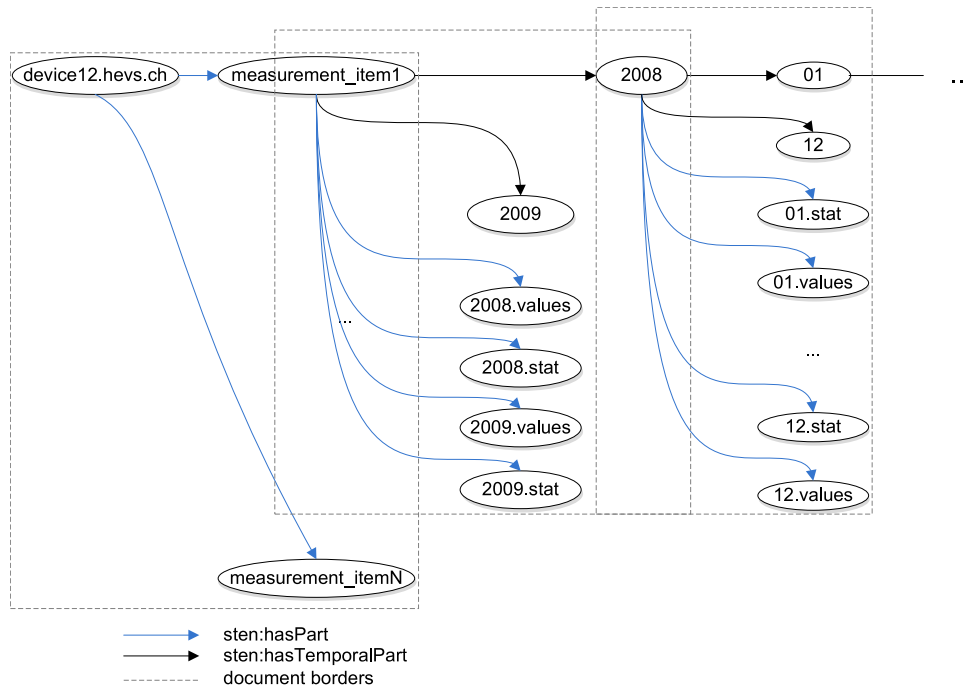 device12.hevs.ch
measurement_item1
2008
01
..
12
2009
01.stat
01.values
2008.values
...
2008.stat
...
2009.values
12.stat
2009.stat
12.values
measurement_itemN
sten:hasPart
sten:hasTemporalPart
document borders